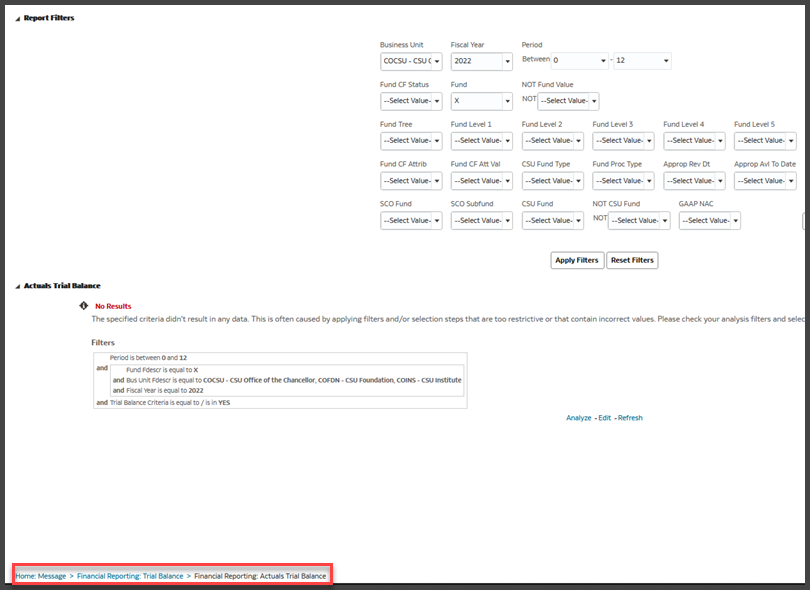 Report Filters
Business Unit Fiscal Year Period
COCSU - CSU 2022 Between 0 - 12
Fund CF Status Fund NOT Fund Value
--Select Value- X NOT --Select Value-
Fund Tree Fund Level 1 Fund Level 2 Fund Level 3 Fund Level 4 Fund Level 5
--Select Value- --Select Value- --Select Value- --Select Value- --Select Value- --Select Value-
Fund CF Attrib Fund CF Att Val CSU Fund Type Fund Proc Type Approp Rev Dt Approp Avl To Date
--Select Value- --Select Value- --Select Value- --Select Value- --Select Value- --Select Value-
SCO Fund SCO Subfund CSU Fund NOT CSU Fund GAAP NAC
--Select Value- --Select Value- --Select Value- NOT --Select Value- --Select Value-
Apply Filters Reset Filters
Actuals Trial Balance
No Results
The specified criteria didn't result in any data. This is often caused by applying filters and/or selection steps that are too restrictive or that contain incorrect values. Please check your analysis filters and selec
Filters
Period is between 0 and 12
and Fund Fdescr is equal to X
and Bus Unit Fdescr is equal to COCSU - CSU Office of the Chancellor, COFDN - CSU Foundation, COINS - CSU Institute
and Fiscal Year is equal to 2022
and Trial Balance Criteria is equal to / is in YES
Analyze - Edit - Refresh
Home: Message > Financial Reporting: Trial Balance > Financial Reporting: Actuals Trial Balance